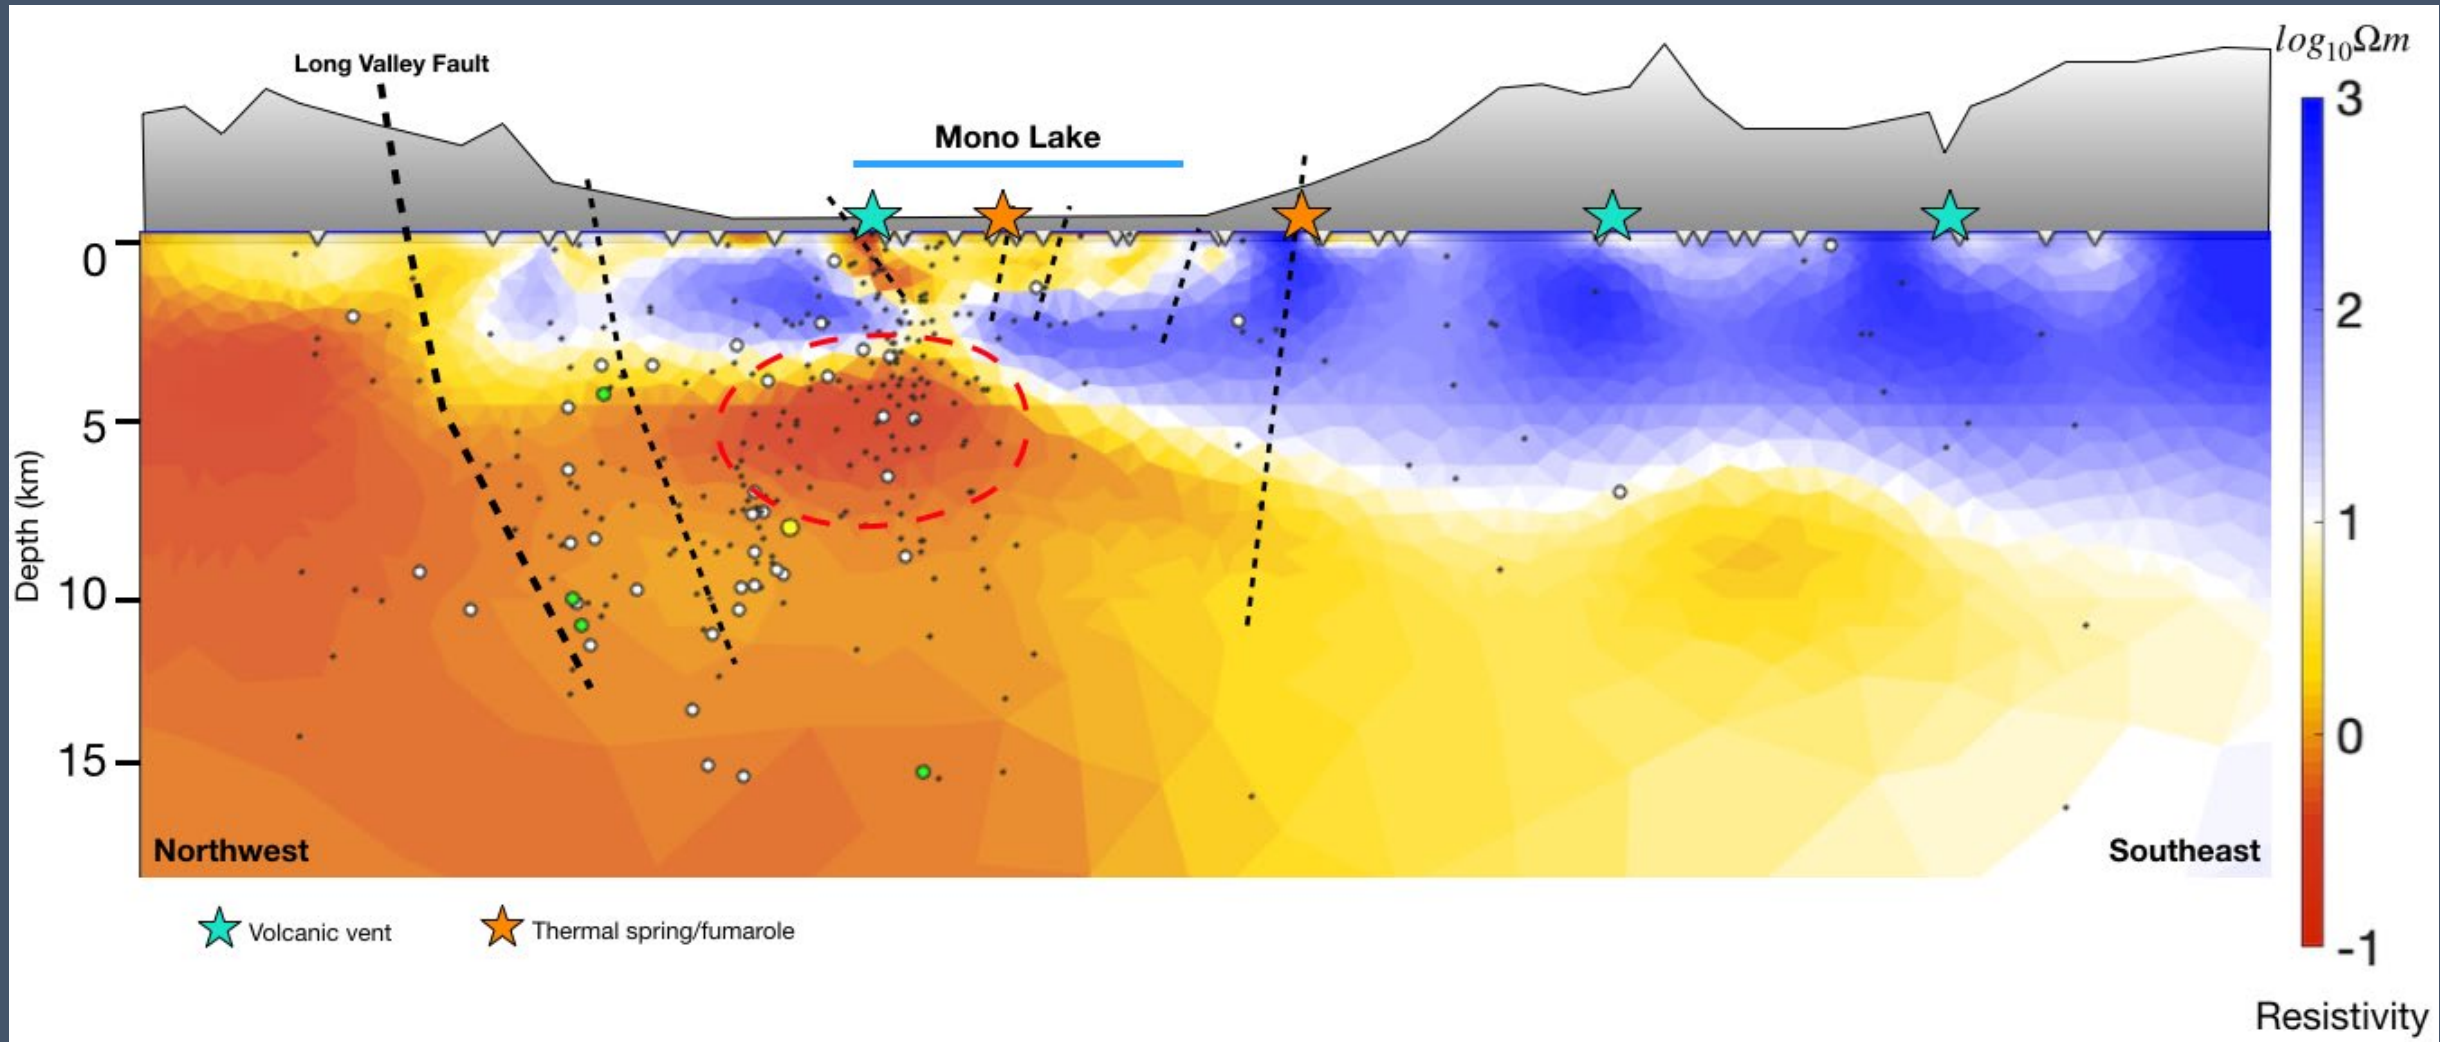 Long Valley Fault
Mono Lake
log₁₀Ωm
3
2
1
0
-1
Resistivity
0
5
10
15
Depth (km)
Northwest
Southeast
Volcanic vent
Thermal spring/fumarole